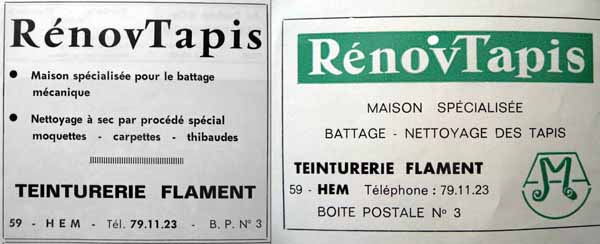 RénovTapis
● Maison spécialisée pour le battage
mécanique
● Nettoyage à sec par procédé spécial
moquettes - carpettes - thibaudes
TEINTURERIE FLAMENT
59 - HEM - Tél. 79.11.23 - B. P. Nº 3
RénovTapis
MAISON SPÉCIALISÉE
BATTAGE - NETTOYAGE DES TAPIS
TEINTURERIE FLAMENT
59 - HEM Téléphone : 79.11.23
BOITE POSTALE Nº 3